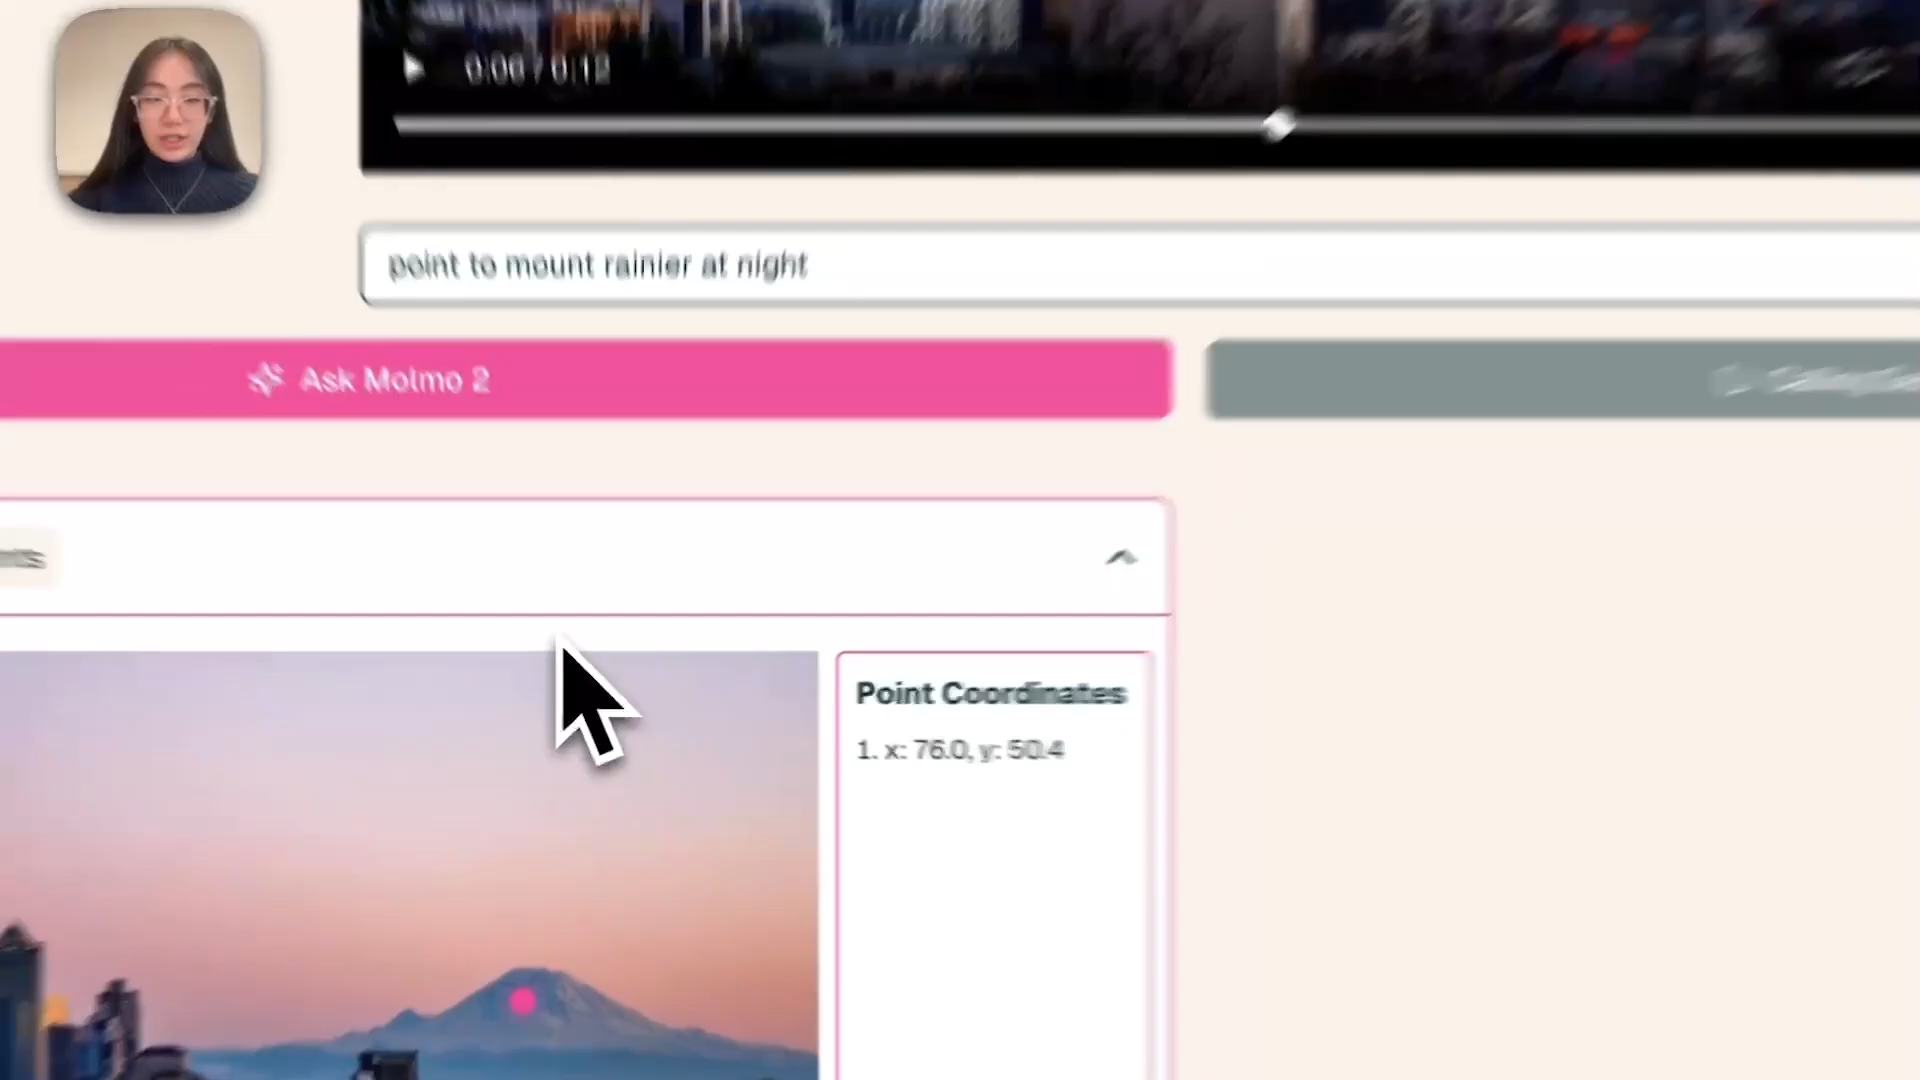 0:00 / 0:12
point to mount rainier at night
Ask Molmo 2
Point Coordinates
1. x: 76.0, y: 50.4